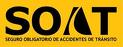 SOAT
SEGURO OBLIGATORIO DE ACCIDENTES DE TRÁNSITO